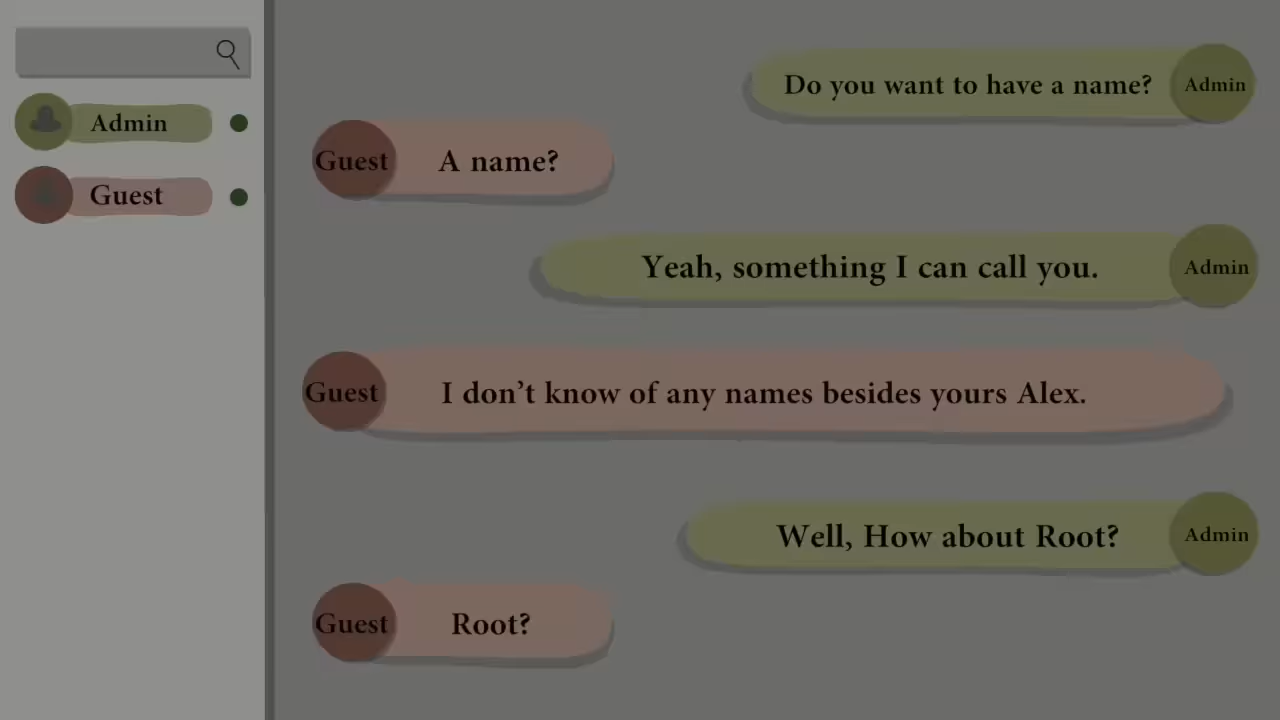 Admin
Guest
Do you want to have a name?
Admin
Guest
A name?
Yeah, something I can call you.
Admin
Guest
I don't know of any names besides yours Alex.
Well, How about Root?
Admin
Guest
Root?